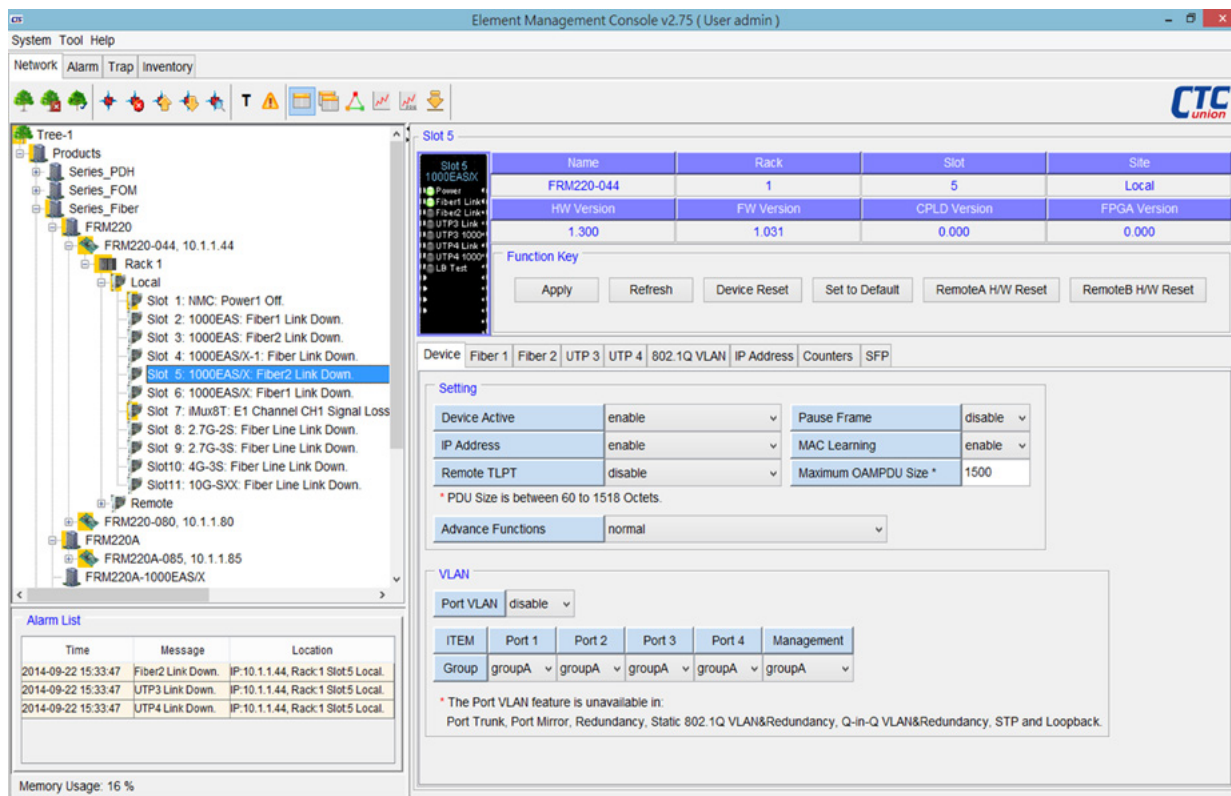 CTC
Element Management Console v2.75 ( User admin )
System Tool Help
Network Alarm Trap Inventory
T
CTC
union
Tree-1
Products
Series_PDH
Series_FOM
Series_Fiber
FRM220
FRM220-044, 10.1.1.44
Rack 1
Local
Slot 1: NMC: Power1 Off.
Slot 2: 1000EAS: Fiber1 Link Down.
Slot 3: 1000EAS: Fiber2 Link Down.
Slot 4: 1000EAS/X-1: Fiber Link Down.
Slot 5: 1000EAS/X: Fiber2 Link Down.
Slot 6: 1000EAS/X: Fiber1 Link Down.
Slot 7: iMux8T: E1 Channel CH1 Signal Loss
Slot 8: 2.7G-2S: Fiber Line Link Down.
Slot 9: 2.7G-3S: Fiber Line Link Down.
Slot10: 4G-3S: Fiber Line Link Down.
Slot11: 10G-SXX: Fiber Line Link Down.
Remote
FRM220-080, 10.1.1.80
FRM220A
FRM220A-085, 10.1.1.85
FRM220A-1000EAS/X
Alarm List
Time Message Location
2014-09-22 15:33:47 Fiber2 Link Down. IP:10.1.1.44, Rack:1 Slot:5 Local.
2014-09-22 15:33:47 UTP3 Link Down. IP:10.1.1.44, Rack:1 Slot:5 Local.
2014-09-22 15:33:47 UTP4 Link Down. IP:10.1.1.44, Rack:1 Slot:5 Local.
Memory Usage: 16 %
Slot 5
Slot 5
1000EAS/X
Power
Fiber1 Link
Fiber2 Link
UTP3 Link
UTP3 1000
UTP4 Link
UTP4 1000
LB Test
Name Rack Slot Site
FRM220-044 1 5 Local
HW Version FW Version CPLD Version FPGA Version
1.300 1.031 0.000 0.000
Function Key
Apply Refresh Device Reset Set to Default RemoteA H/W Reset RemoteB H/W Reset
Device Fiber 1 Fiber 2 UTP 3 UTP 4 802.1Q VLAN IP Address Counters SFP
Setting
Device Active enable Pause Frame disable
IP Address enable MAC Learning enable
Remote TLPT disable Maximum OAMPDU Size * 1500
* PDU Size is between 60 to 1518 Octets.
Advance Functions normal
VLAN
Port VLAN disable
ITEM Port 1 Port 2 Port 3 Port 4 Management
Group groupA groupA groupA groupA groupA
* The Port VLAN feature is unavailable in:
Port Trunk, Port Mirror, Redundancy, Static 802.1Q VLAN&Redundancy, Q-in-Q VLAN&Redundancy, STP and Loopback.